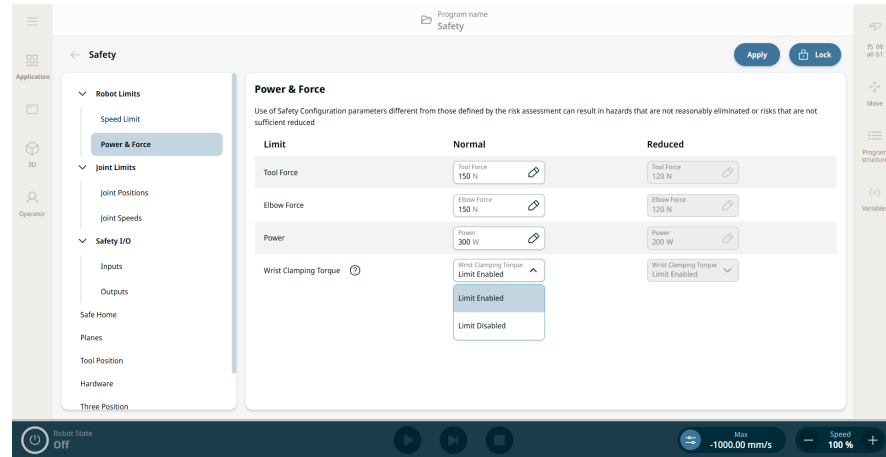 Program name
Safety
Application
3D
Operator
Safety
Apply
Lock
f5 09
a0 b1
Move
Program
structure
{x}
Variables
Robot Limits
Speed Limit
Power & Force
Joint Limits
Joint Positions
Joint Speeds
Safety I/O
Inputs
Outputs
Safe Home
Planes
Tool Position
Hardware
Three Position
Power & Force
Use of Safety Configuration parameters different from those defined by the risk assessment can result in hazards that are not reasonably eliminated or risks that are not
sufficient reduced
Limit Normal Reduced
Tool Force
Tool Force
150 N
Tool Force
120 N
Elbow Force
Elbow Force
150 N
Elbow Force
120 N
Power
Power
300 W
Power
200 W
Wrist Clamping Torque ?
Wrist Clamping Torque
Limit Enabled
Wrist Clamping Torque
Limit Enabled
Limit Enabled
Limit Disabled
Robot State
Off
Max
-1000.00 mm/s
Speed
100 %